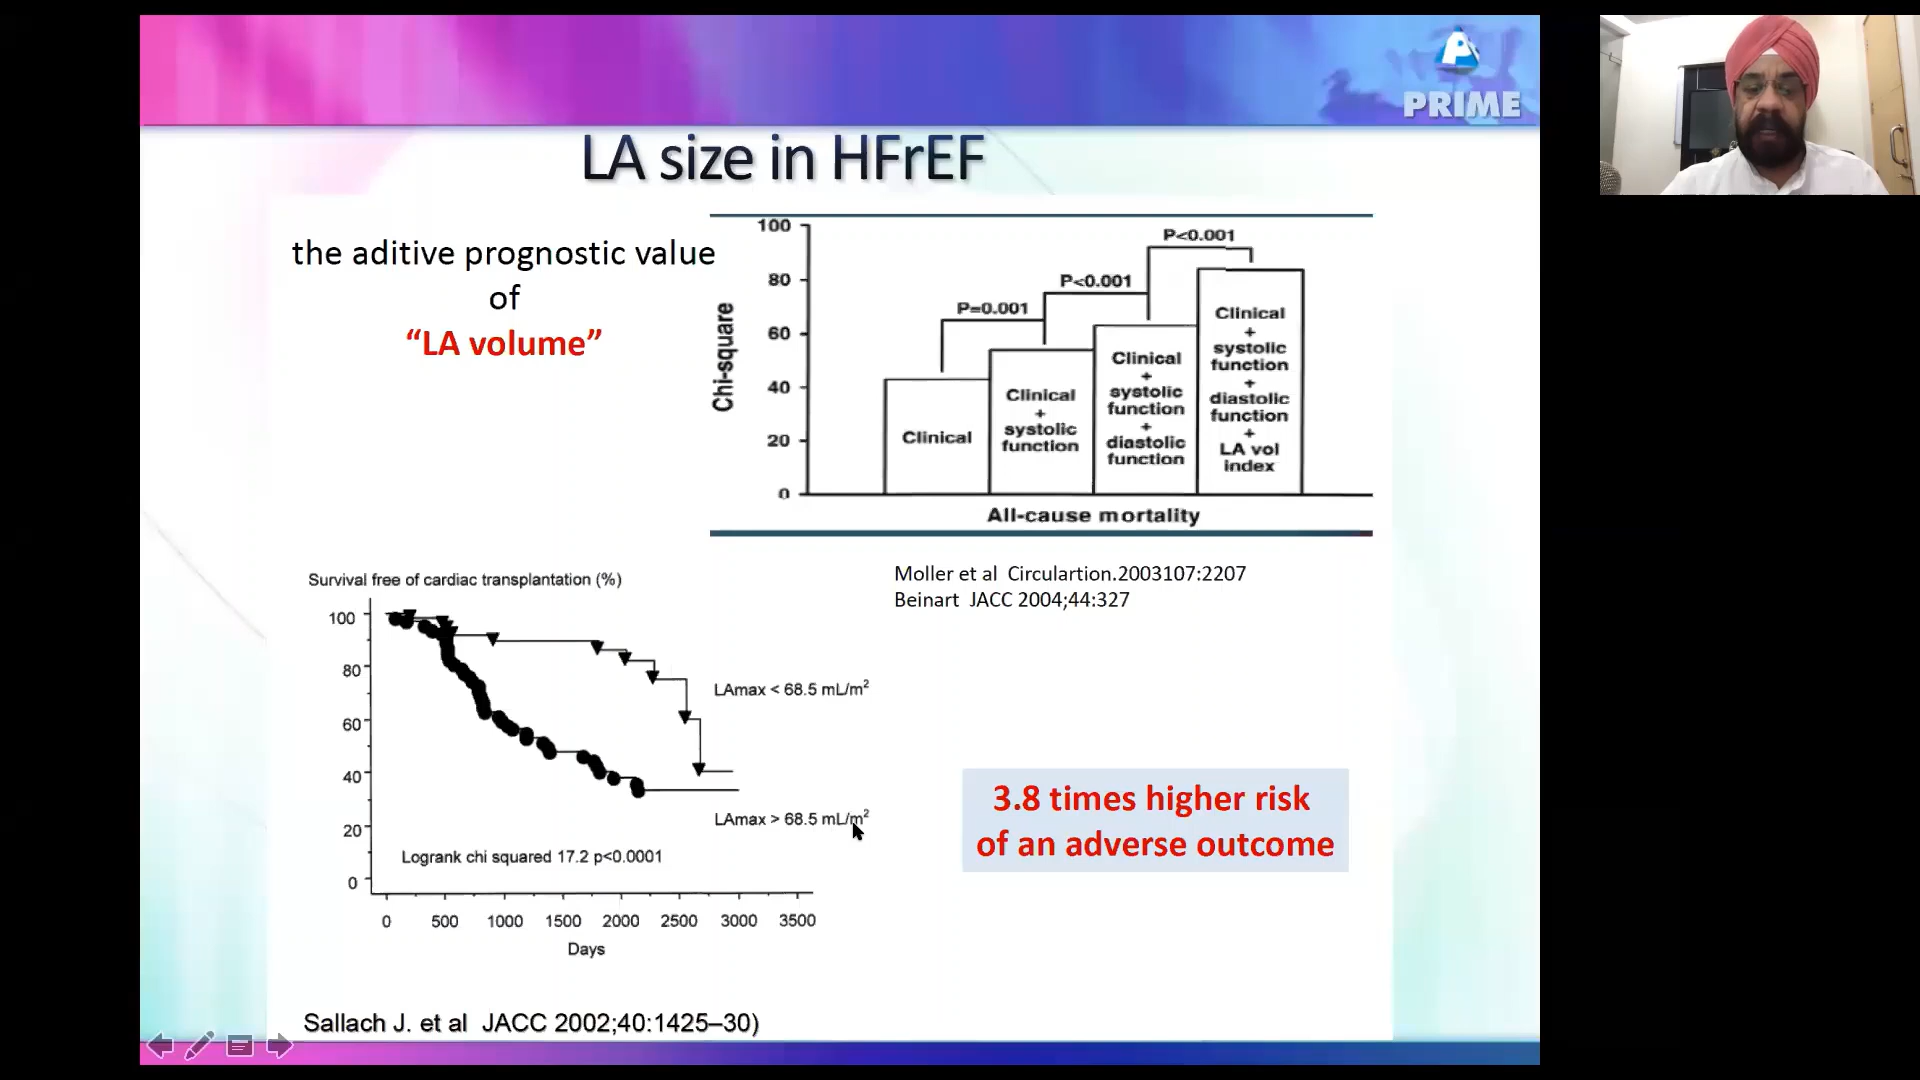 PRIME
LA size in HFrEF
the aditive prognostic value
of
“LA volume”
100
80
60
40
20
0
Chi-square
P=0.001
P<0.001
P<0.001
Clinical
Clinical
+
systolic
function
Clinical
+
systolic
function
+
diastolic
function
Clinical
+
systolic
function
+
diastolic
function
+
LA vol
index
All-cause mortality
Moller et al Circulartion.2003107:2207
Beinart JACC 2004;44:327
Survival free of cardiac transplantation (%)
100
80
60
40
20
0
LAmax < 68.5 mL/m²
LAmax > 68.5 mL/m²
Logrank chi squared 17.2 p<0.0001
0 500 1000 1500 2000 2500 3000 3500
Days
3.8 times higher risk
of an adverse outcome
Sallach J. et al JACC 2002;40:1425–30)